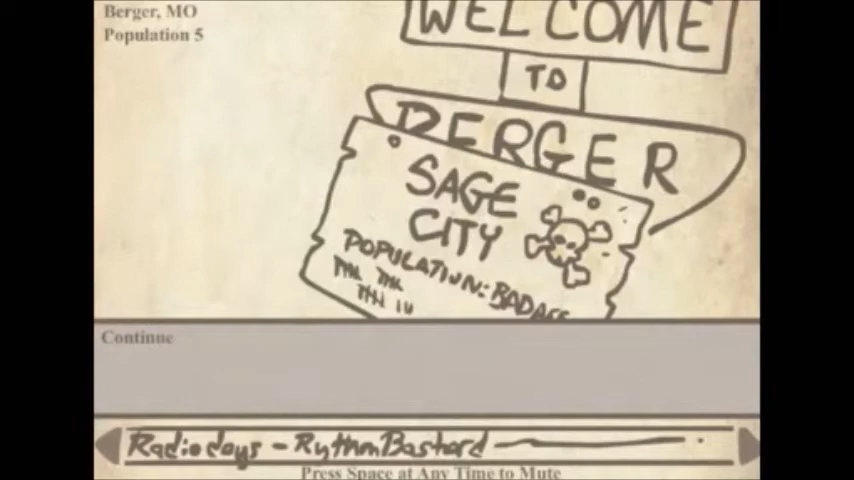 Berger, MO
Population 5
WELCOME
TO
BERGER
SAGE
CITY
POPULATION: BADASS
Continue
Radio days - RythmBastard
Press Space at Any Time to Mute